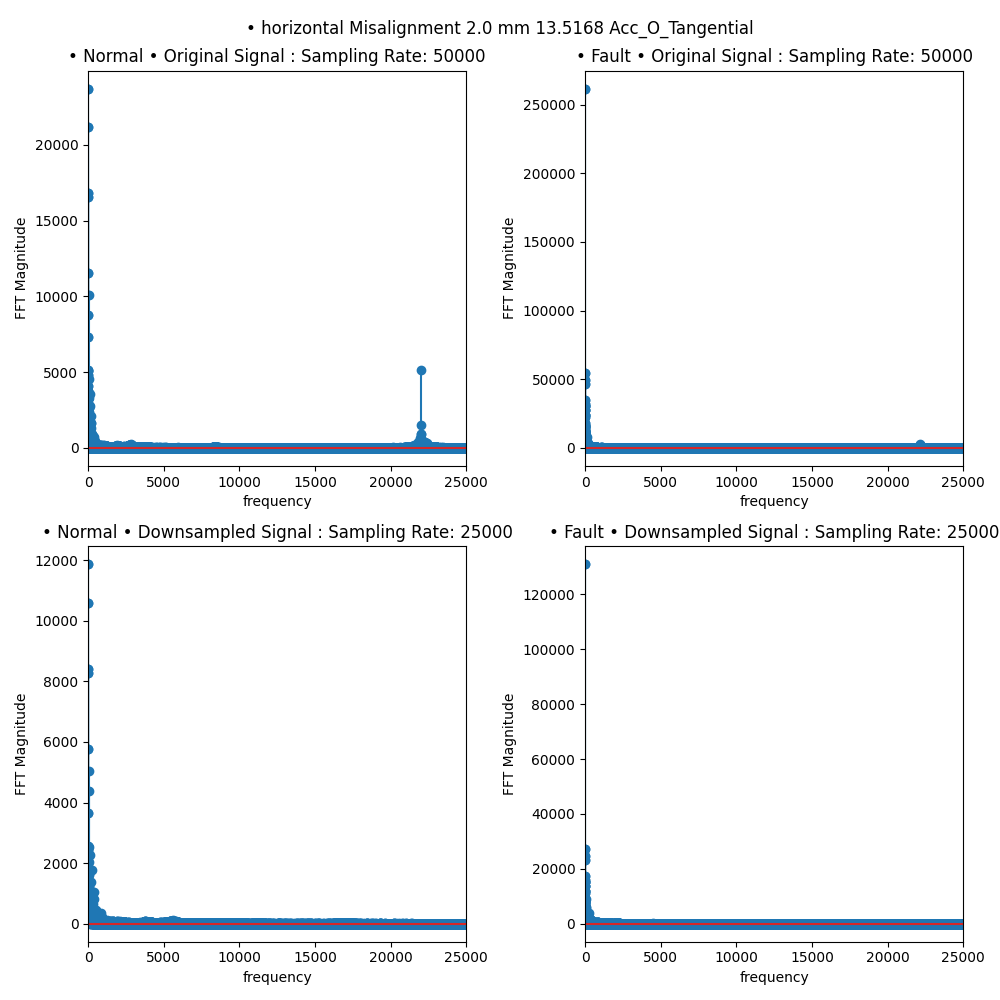 • horizontal Misalignment 2.0 mm 13.5168 Acc_O_Tangential
• Normal • Original Signal : Sampling Rate: 50000
20000
15000
10000
5000
0
FFT Magnitude
0 5000 10000 15000 20000 25000
frequency
• Fault • Original Signal : Sampling Rate: 50000
250000
200000
150000
100000
50000
0
FFT Magnitude
0 5000 10000 15000 20000 25000
frequency
• Normal • Downsampled Signal : Sampling Rate: 25000
12000
10000
8000
6000
4000
2000
0
FFT Magnitude
0 5000 10000 15000 20000 25000
frequency
• Fault • Downsampled Signal : Sampling Rate: 25000
120000
100000
80000
60000
40000
20000
0
FFT Magnitude
0 5000 10000 15000 20000 25000
frequency